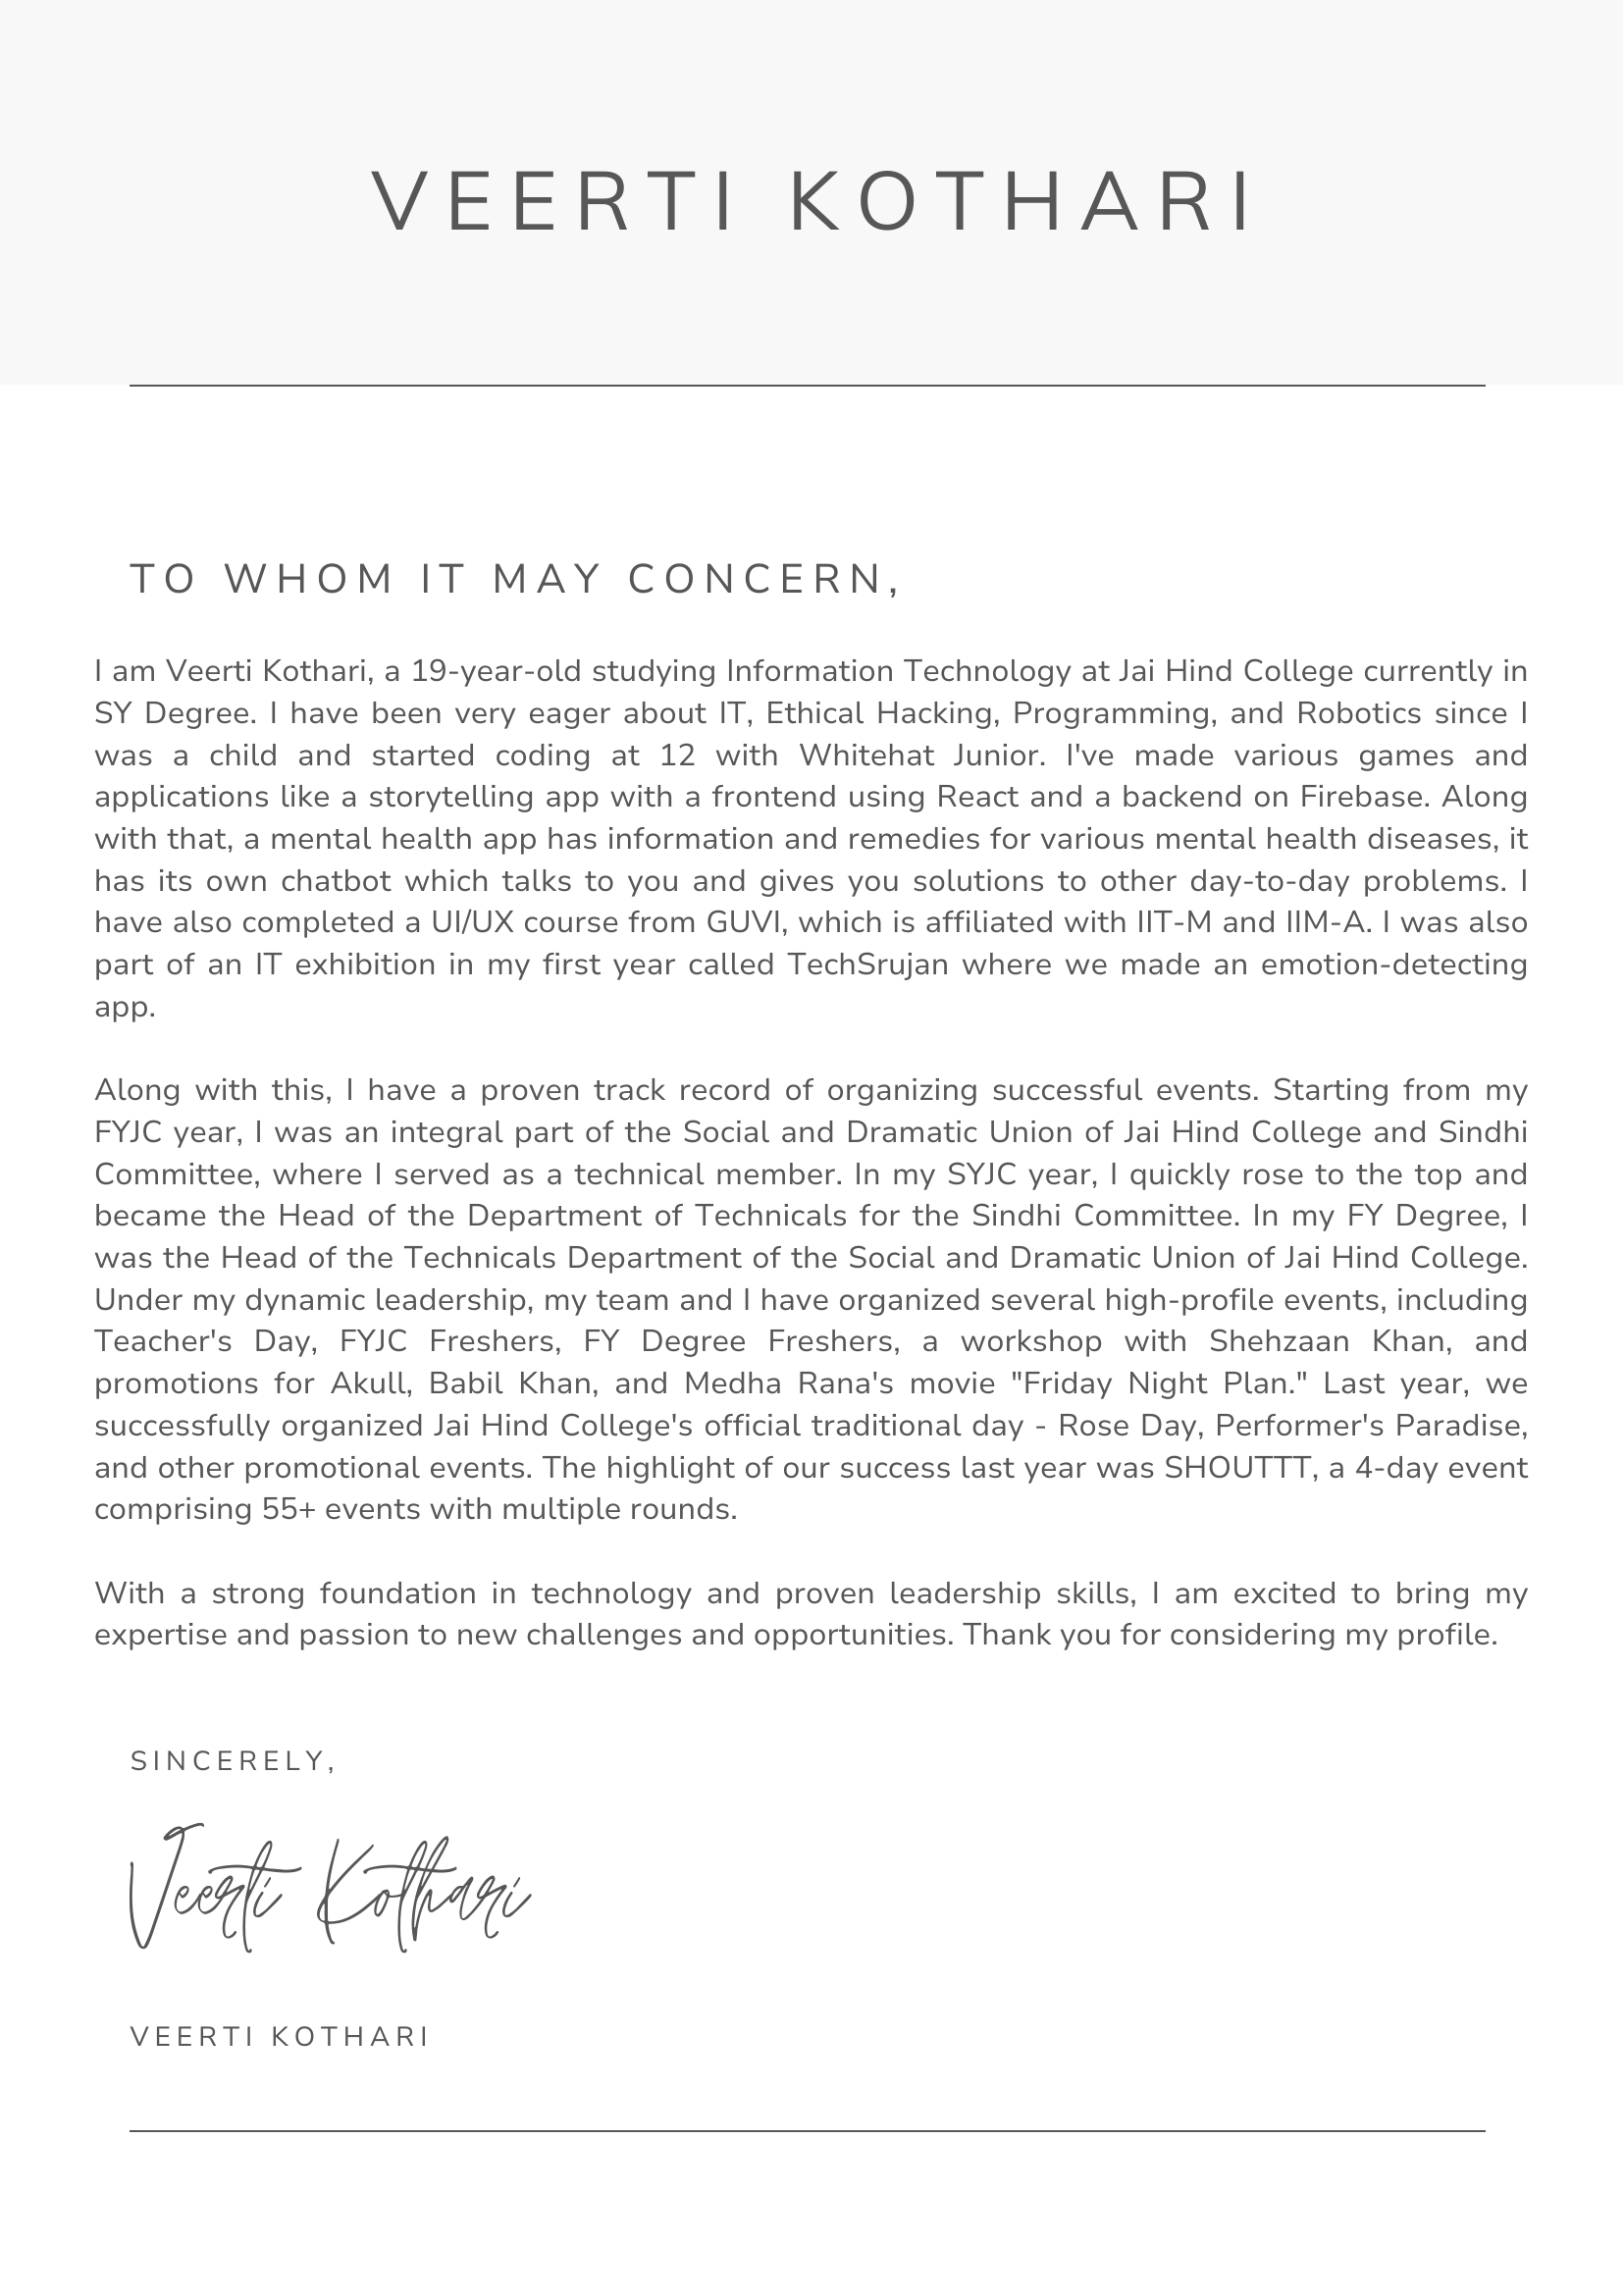 VEERTI KOTHARI
TO WHOM IT MAY CONCERN,
I am Veerti Kothari, a 19-year-old studying Information Technology at Jai Hind College currently in
SY Degree. I have been very eager about IT, Ethical Hacking, Programming, and Robotics since I
was a child and started coding at 12 with Whitehat Junior. I've made various games and
applications like a storytelling app with a frontend using React and a backend on Firebase. Along
with that, a mental health app has information and remedies for various mental health diseases, it
has its own chatbot which talks to you and gives you solutions to other day-to-day problems. I
have also completed a UI/UX course from GUVI, which is affiliated with IIT-M and IIM-A. I was also
part of an IT exhibition in my first year called TechSrujan where we made an emotion-detecting
app.
Along with this, I have a proven track record of organizing successful events. Starting from my
FYJC year, I was an integral part of the Social and Dramatic Union of Jai Hind College and Sindhi
Committee, where I served as a technical member. In my SYJC year, I quickly rose to the top and
became the Head of the Department of Technicals for the Sindhi Committee. In my FY Degree, I
was the Head of the Technicals Department of the Social and Dramatic Union of Jai Hind College.
Under my dynamic leadership, my team and I have organized several high-profile events, including
Teacher's Day, FYJC Freshers, FY Degree Freshers, a workshop with Shehzaan Khan, and
promotions for Akull, Babil Khan, and Medha Rana's movie "Friday Night Plan." Last year, we
successfully organized Jai Hind College's official traditional day - Rose Day, Performer's Paradise,
and other promotional events. The highlight of our success last year was SHOUTTT, a 4-day event
comprising 55+ events with multiple rounds.
With a strong foundation in technology and proven leadership skills, I am excited to bring my
expertise and passion to new challenges and opportunities. Thank you for considering my profile.
SINCERELY,
Veerti Kothari
VEERTI KOTHARI